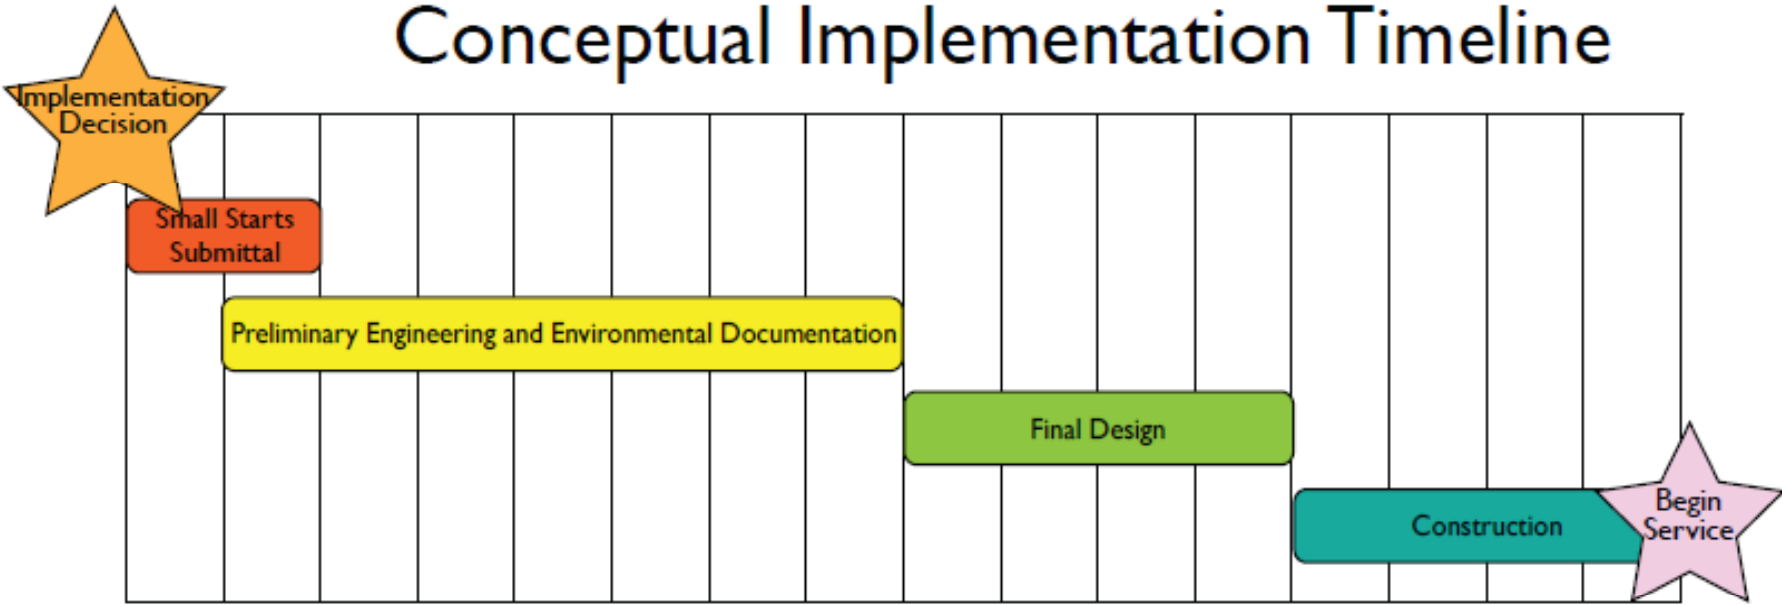 Conceptual Implementation Timeline
Implementation
Decision
Small Starts
Submittal
Preliminary Engineering and Environmental Documentation
Final Design
Construction
Begin
Service